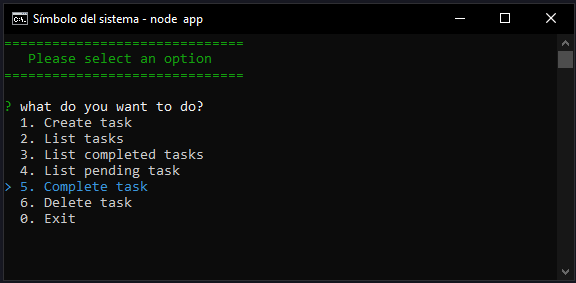 Símbolo del sistema - node app
==============================
Please select an option
==============================
? what do you want to do?
1. Create task
2. List tasks
3. List completed tasks
4. List pending task
> 5. Complete task
6. Delete task
0. Exit